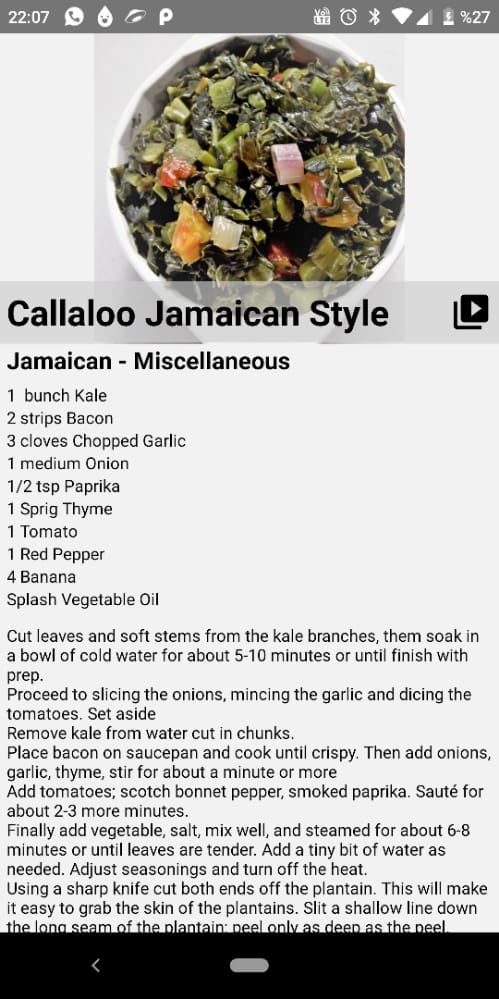 22:07
%27
Callaloo Jamaican Style
Jamaican - Miscellaneous
1 bunch Kale
2 strips Bacon
3 cloves Chopped Garlic
1 medium Onion
1/2 tsp Paprika
1 Sprig Thyme
1 Tomato
1 Red Pepper
4 Banana
Splash Vegetable Oil
Cut leaves and soft stems from the kale branches, them soak in
a bowl of cold water for about 5-10 minutes or until finish with
prep.
Proceed to slicing the onions, mincing the garlic and dicing the
tomatoes. Set aside
Remove kale from water cut in chunks.
Place bacon on saucepan and cook until crispy. Then add onions,
garlic, thyme, stir for about a minute or more
Add tomatoes; scotch bonnet pepper, smoked paprika. Sauté for
about 2-3 more minutes.
Finally add vegetable, salt, mix well, and steamed for about 6-8
minutes or until leaves are tender. Add a tiny bit of water as
needed. Adjust seasonings and turn off the heat.
Using a sharp knife cut both ends off the plantain. This will make
it easy to grab the skin of the plantains. Slit a shallow line down
the long seam of the plantain; peel only as deep as the peel.